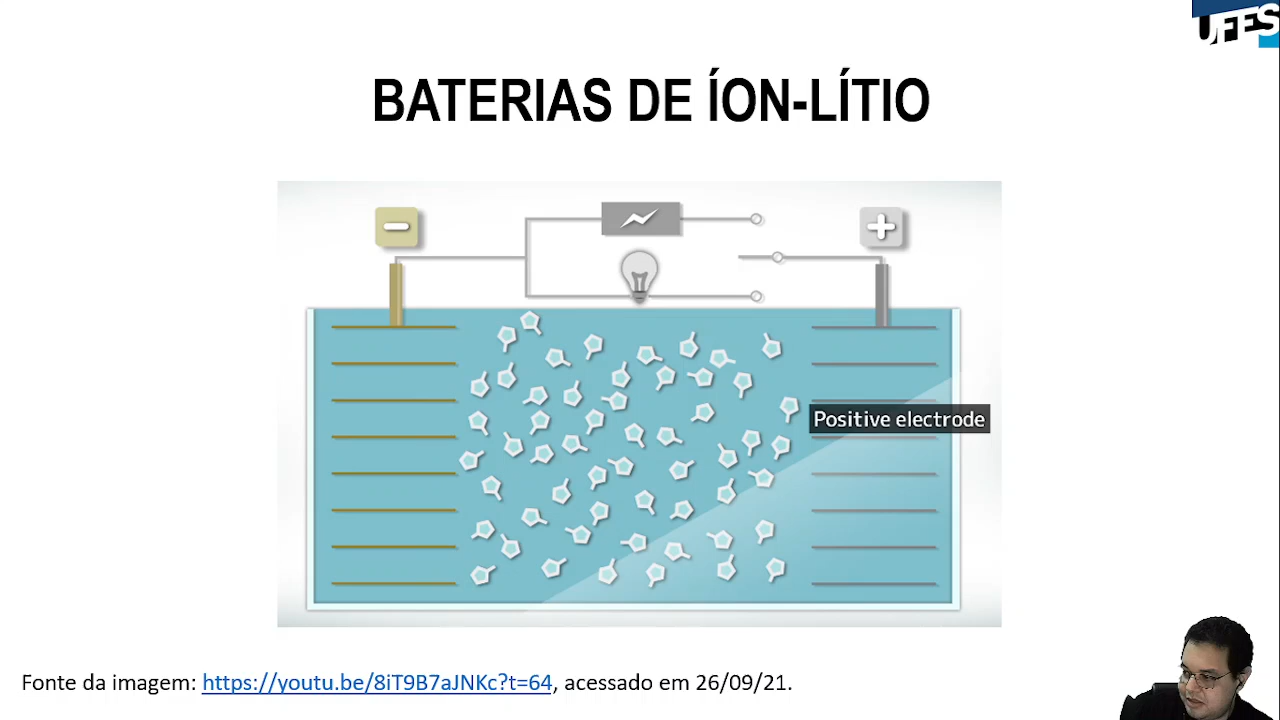 UFES
BATERIAS DE ÍON-LÍTIO
Positive electrode
Fonte da imagem: https://youtu.be/8iT9B7aJNKc?t=64, acessado em 26/09/21.